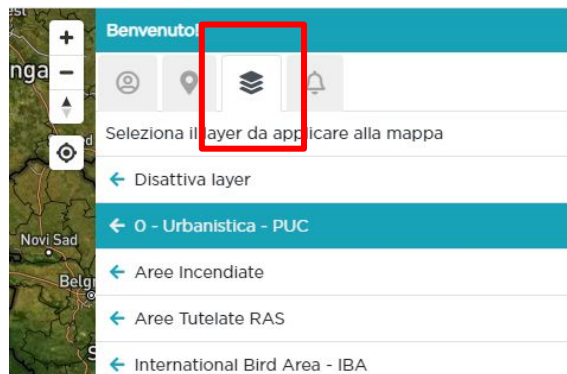 Benvenuto!
nga
Seleziona il layer da applicare alla mappa
Disattiva layer
0 - Urbanistica - PUC
Novi Sad
Aree Incendiate
Belg
Aree Tutelate RAS
International Bird Area - IBA